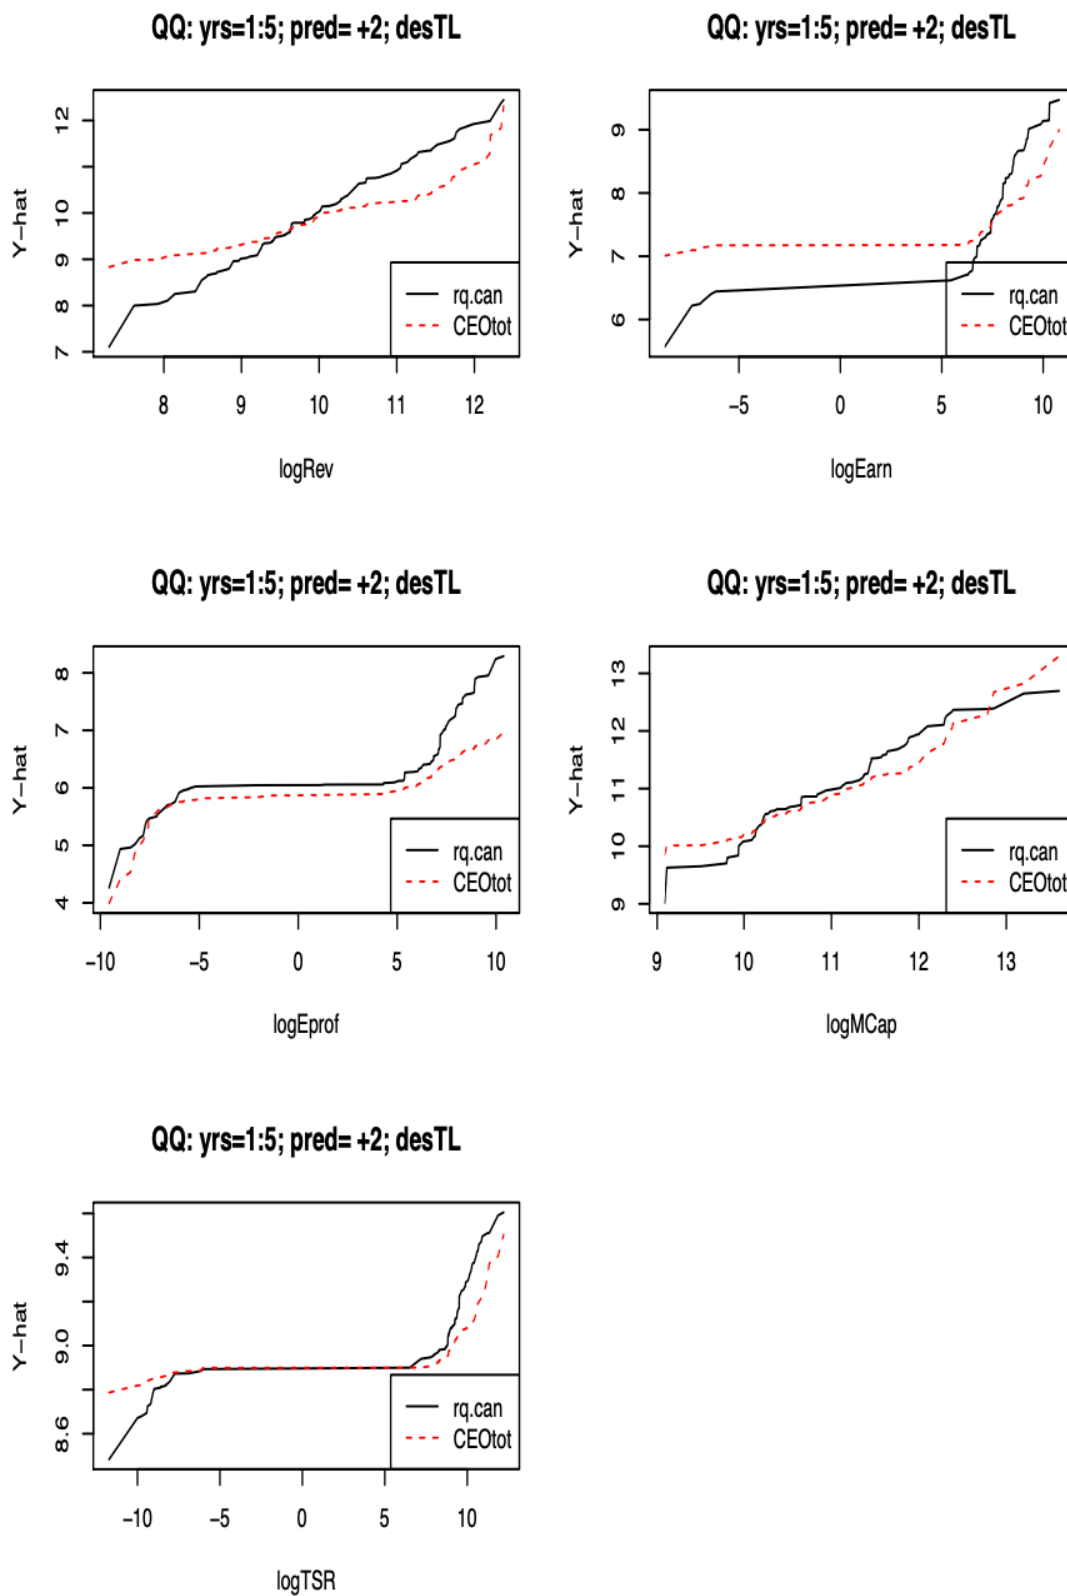 QQ: yrs=1:5; pred= +2; desTL
Y-hat
12
10
9
8
7
8 9 10 11 12
logRev
rq.can
CEOtot
QQ: yrs=1:5; pred= +2; desTL
Y-hat
9
8
7
6
-5 0 5 10
logEarn
rq.can
CEOtot
QQ: yrs=1:5; pred= +2; desTL
Y-hat
8
7
6
5
4
-10 -5 0 5 10
logEprof
rq.can
CEOtot
QQ: yrs=1:5; pred= +2; desTL
Y-hat
13
12
11
10
9
9 10 11 12 13
logMCap
rq.can
CEOtot
QQ: yrs=1:5; pred= +2; desTL
Y-hat
9.4
9.0
8.6
-10 -5 0 5 10
logTSR
rq.can
CEOtot